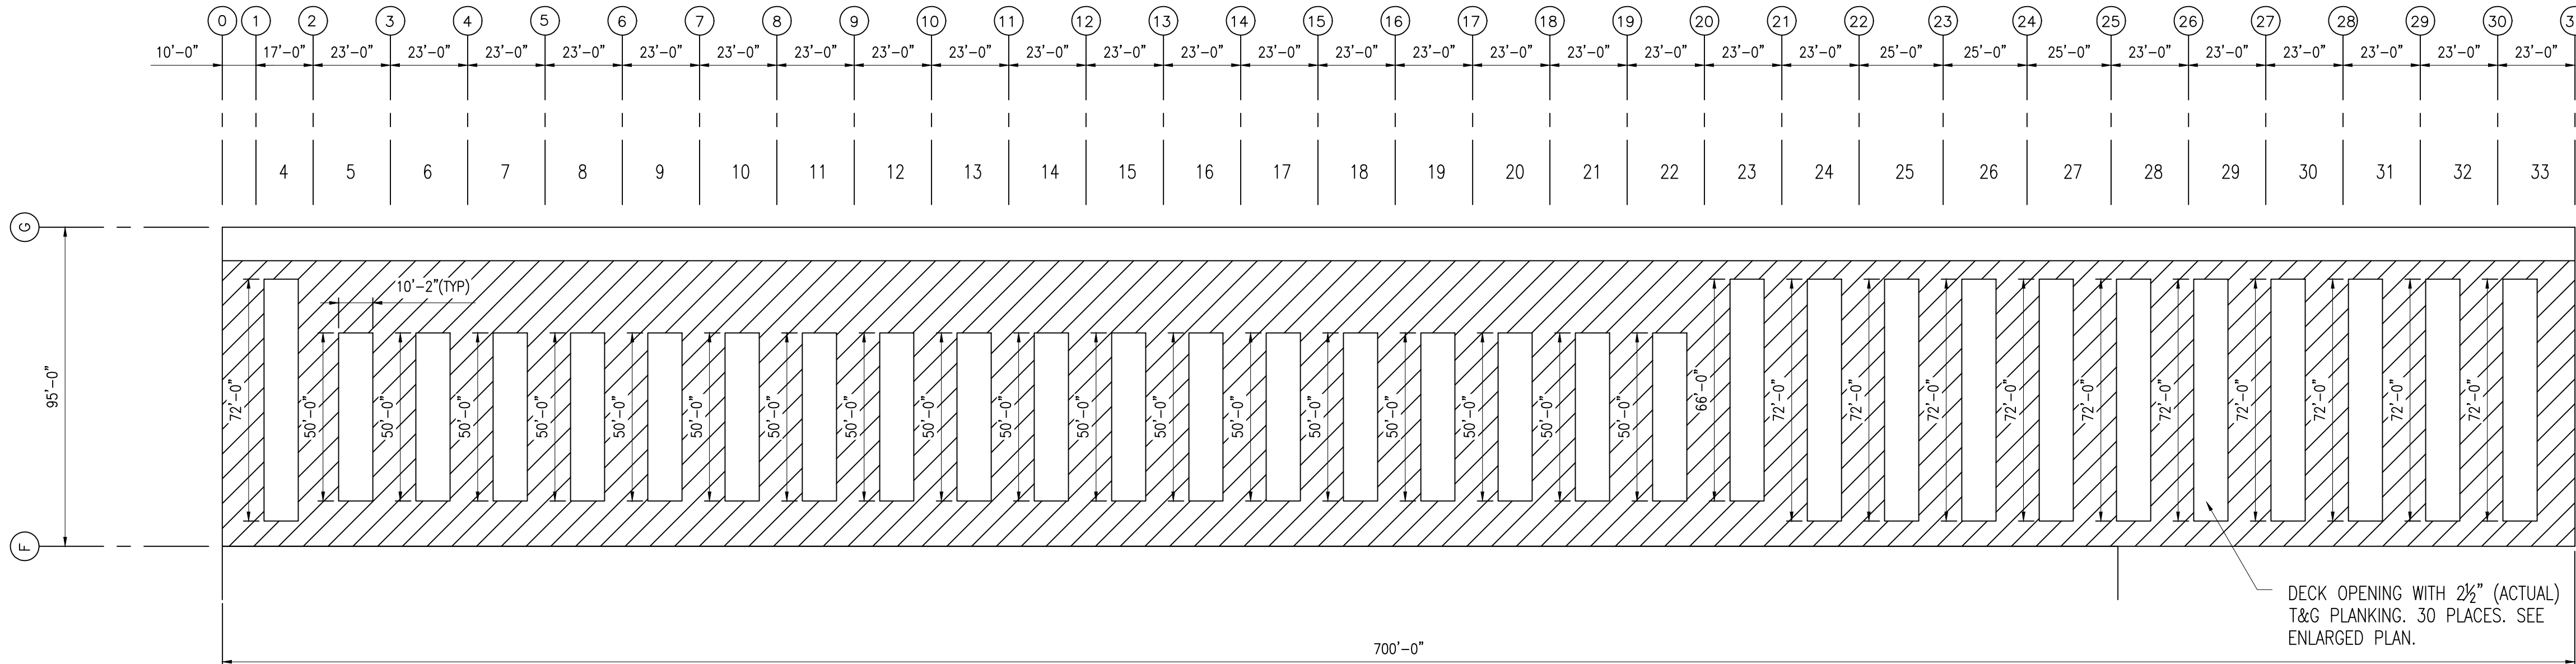 0 1 2 3 4 5 6 7 8 9 10 11 12 13 14 15 16 17 18 19 20 21 22 23 24 25 26 27 28 29 30
10'-0" 17'-0" 23'-0" 23'-0" 23'-0" 23'-0" 23'-0" 23'-0" 23'-0" 23'-0" 23'-0" 23'-0" 23'-0" 23'-0" 23'-0" 23'-0" 23'-0" 23'-0" 23'-0" 23'-0" 23'-0" 23'-0" 25'-0" 25'-0" 25'-0" 23'-0" 23'-0" 23'-0" 23'-0" 23'-0" 23'-0"
4 5 6 7 8 9 10 11 12 13 14 15 16 17 18 19 20 21 22 23 24 25 26 27 28 29 30 31 32 33
G
10'-2"(TYP)
95'-0"
72'-0" 50'-0" 50'-0" 50'-0" 50'-0" 50'-0" 50'-0" 50'-0" 50'-0" 50'-0" 50'-0" 50'-0" 50'-0" 50'-0" 50'-0" 50'-0" 50'-0" 50'-0" 50'-0" 66'-0" 72'-0" 72'-0" 72'-0" 72'-0" 72'-0" 72'-0" 72'-0" 72'-0" 72'-0" 72'-0"
F
DECK OPENING WITH 2½" (ACTUAL)
T&G PLANKING. 30 PLACES. SEE
ENLARGED PLAN.
700'-0"